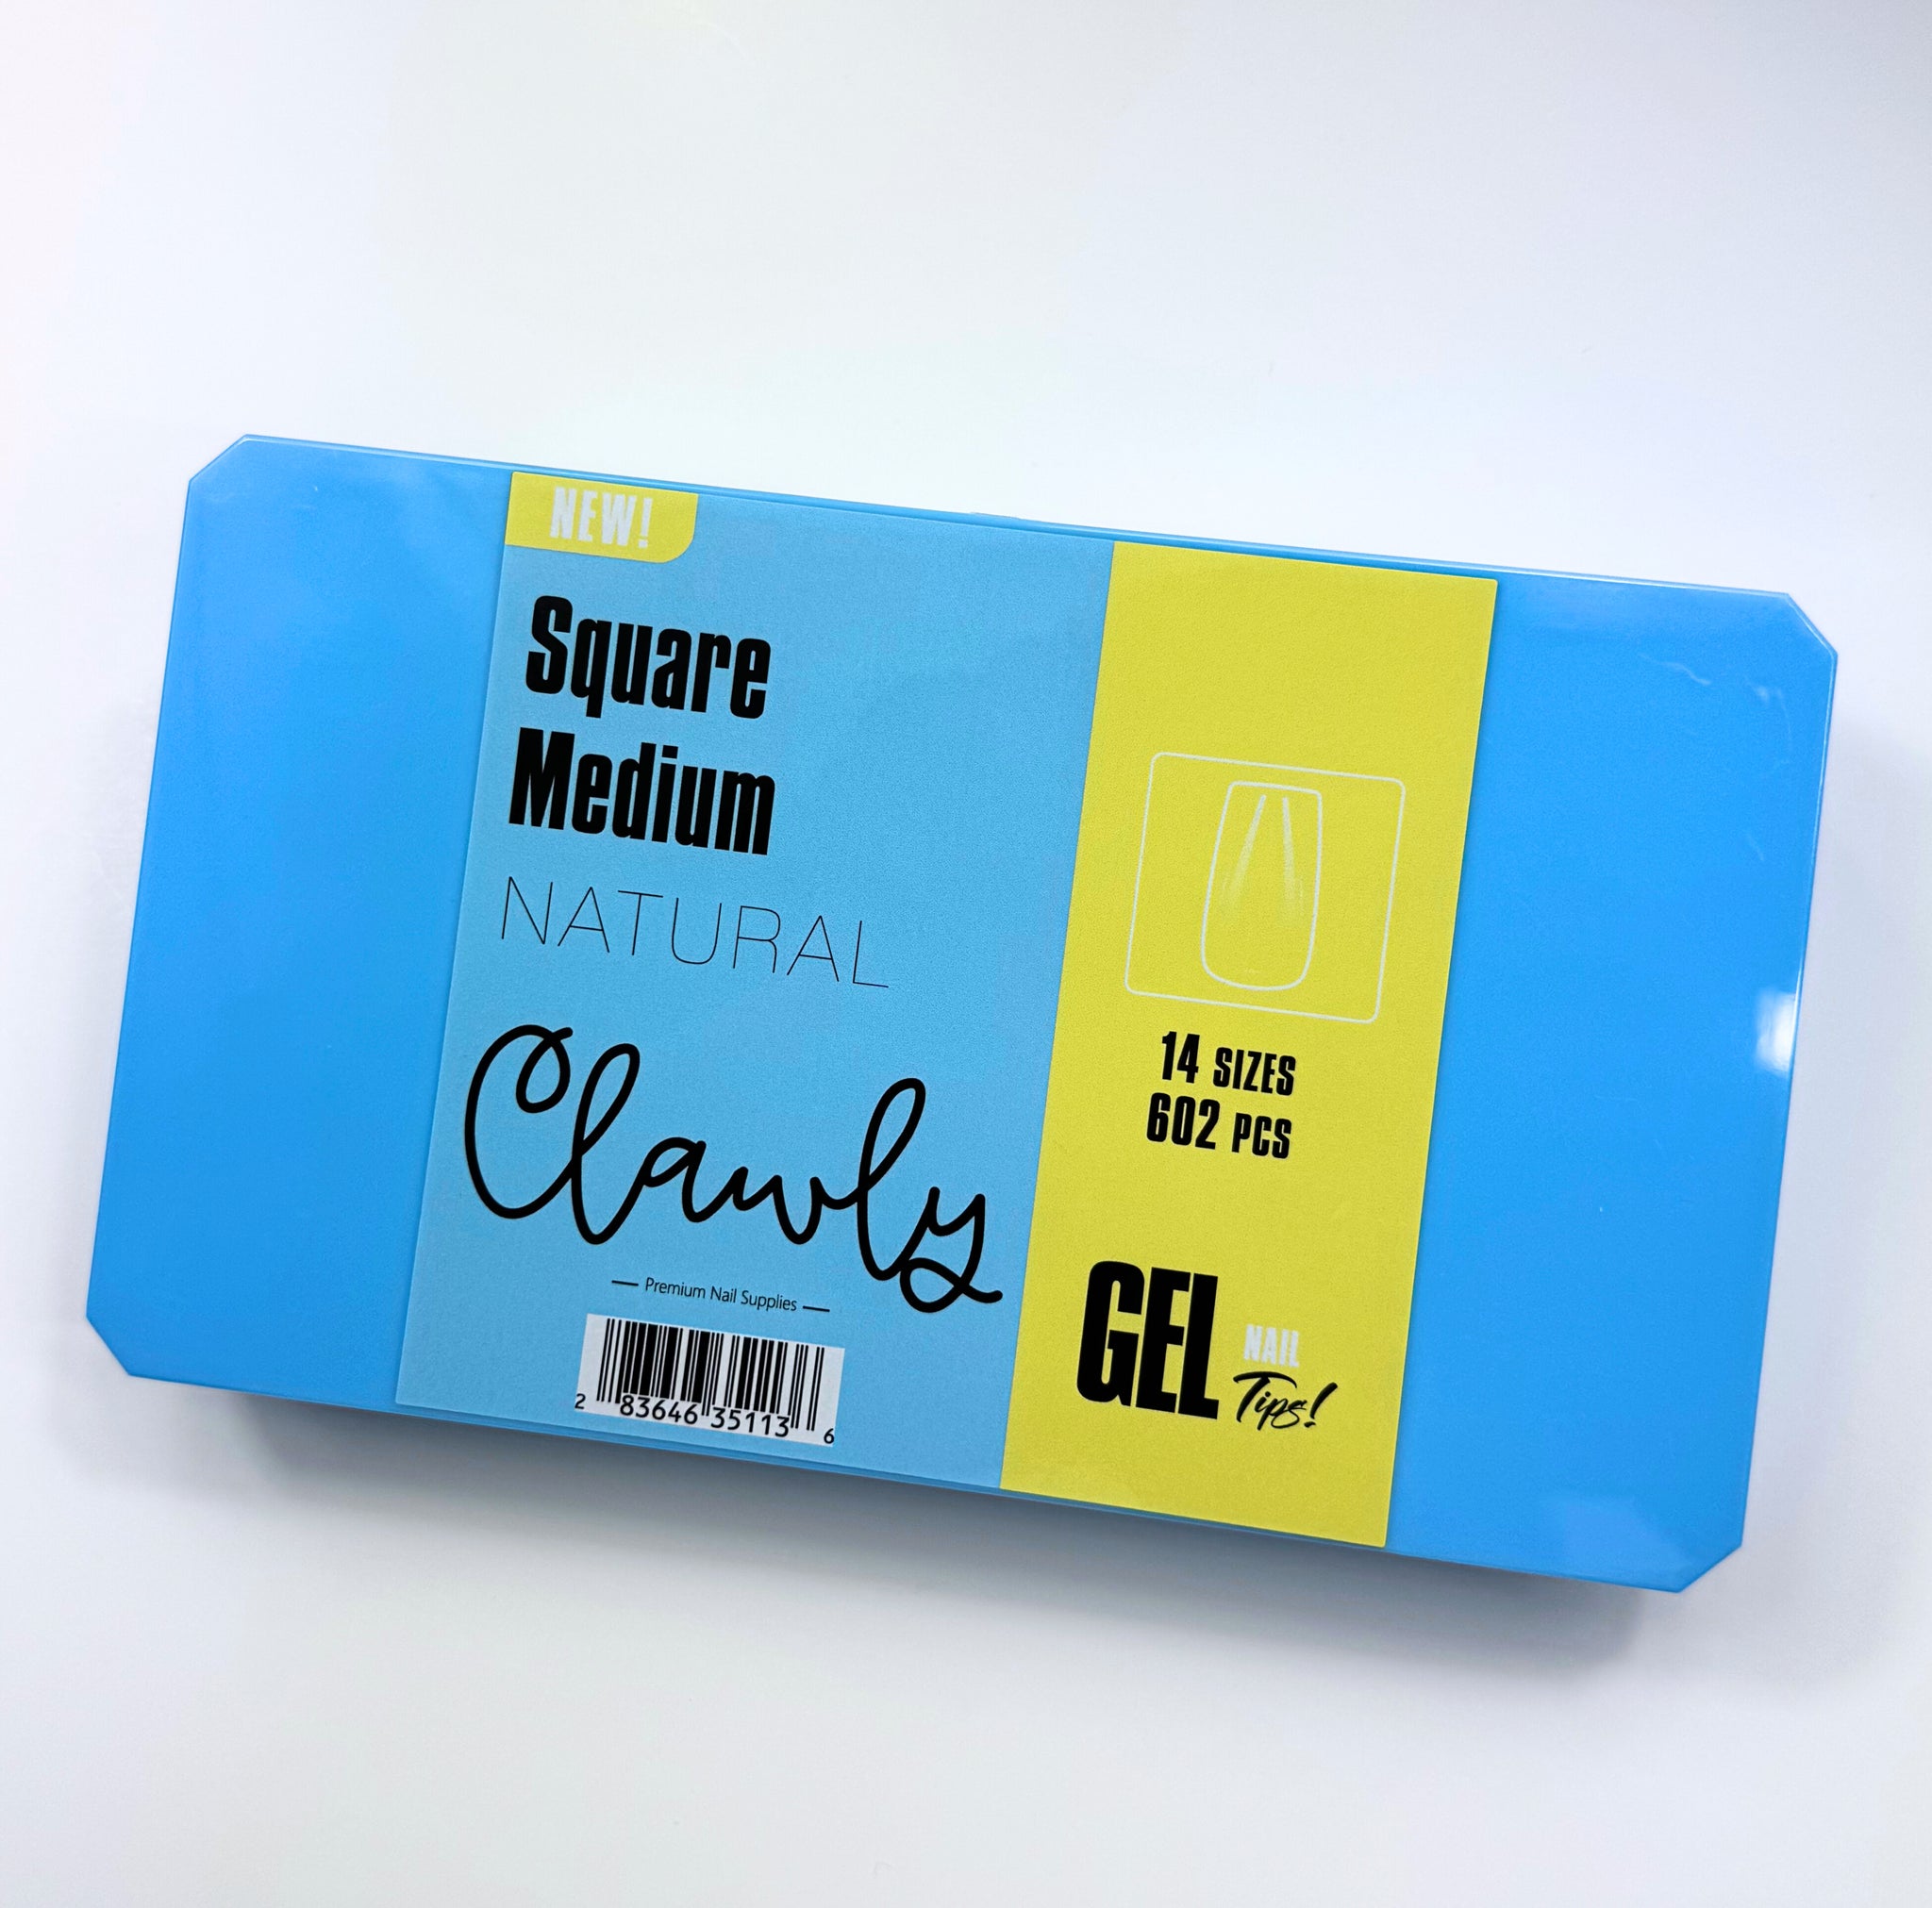 NEW!
Square
Medium
NATURAL
Clawly
Premium Nail Supplies
2 83646 35113 6
14 SIZES
602 PCS
GEL NAIL
Tips!